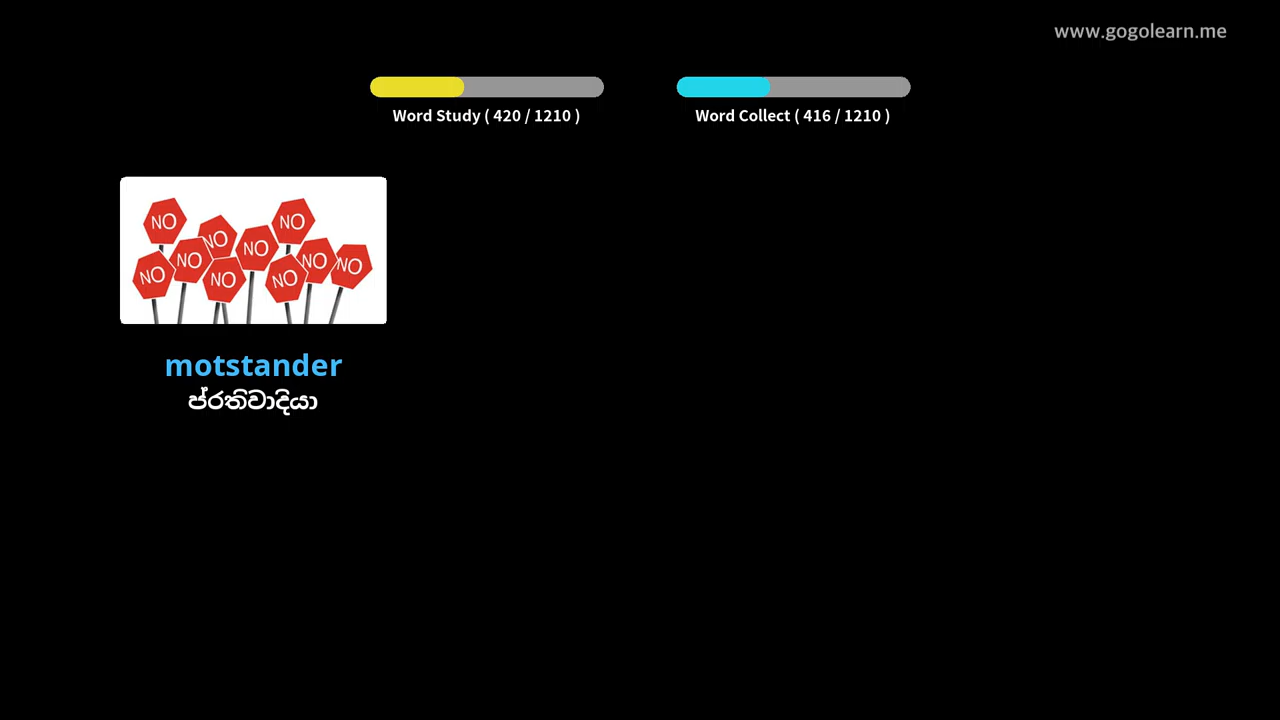 www.gogolearn.me
Word Study ( 420 / 1210 )
Word Collect ( 416 / 1210 )
NO
NO
NO
NO
NO
NO
NO
NO
NO
NO
motstander
ප්රතිවාදියා